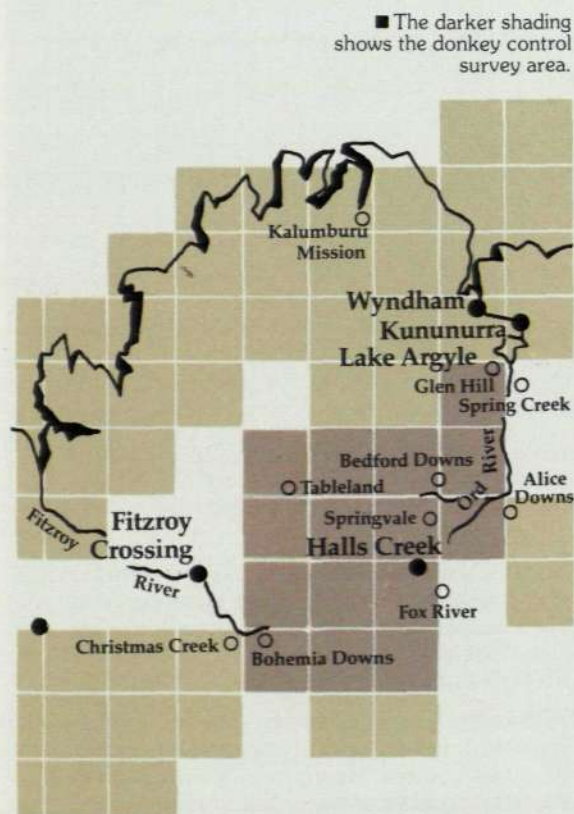 ■ The darker shading
shows the donkey control
survey area.
Kalumburu
Mission
Wyndham
Kununurra
Lake Argyle
Glen Hill
Spring Creek
Bedford Downs
Ord River
Alice
Downs
Tableland
Springvale
Fitzroy
Crossing
Halls Creek
Fitzroy
River
Fox River
Christmas Creek
Bohemia Downs